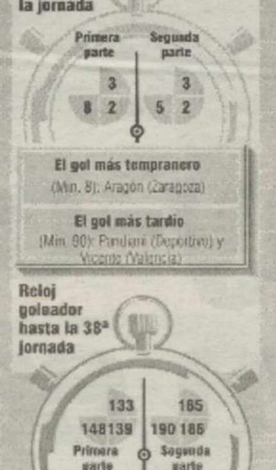 la jornada
Primera Segunda
parte parte
3 3
8 2 5 2
El gol más tempranero
(Min. 8): Aragón (Zaragoza)
El gol más tardío
(Min. 90): Pandiani (Deportivo) y
Vicente (Valencia)
Reloj
goleador
hasta la 38ª
jornada
133 165
148 139 190 186
Primera Segunda
parte parte